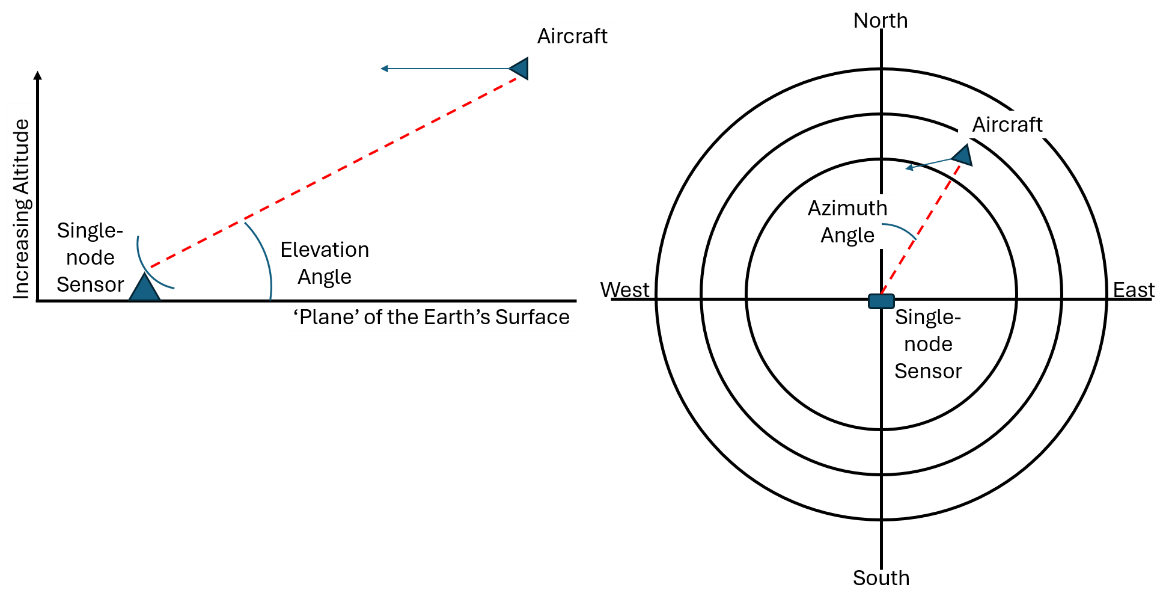 Aircraft
Increasing Altitude
Single-
node
Sensor
Elevation
Angle
‘Plane’ of the Earth’s Surface
North
Aircraft
Azimuth
Angle
West
East
Single-
node
Sensor
South